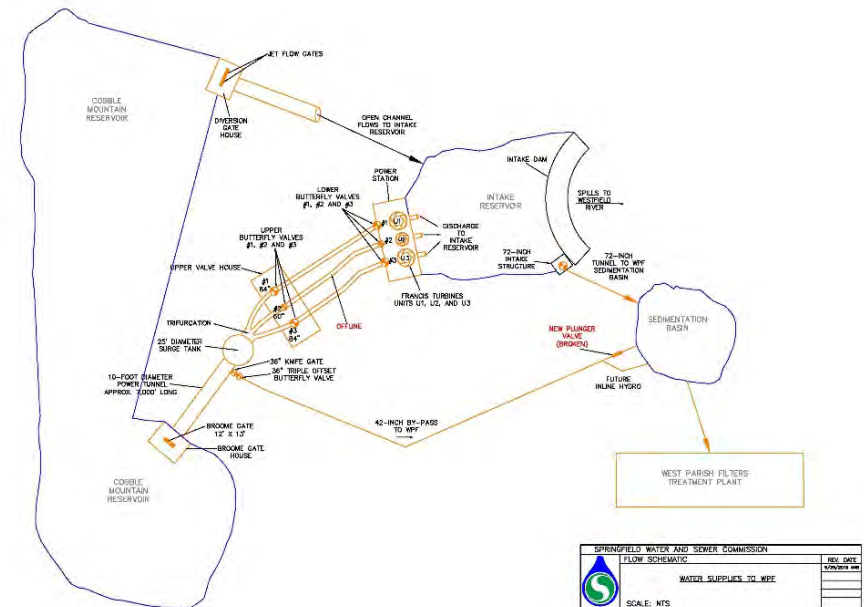 JET FLOW GATES
COBBLE
MOUNTAIN
RESERVOIR
DIVERSION
GATE
HOUSE
OPEN CHANNEL
FLOWS TO INTAKE
RESERVOIR
INTAKE DAM
POWER
STATION
INTAKE
RESERVOIR
SPILLS TO
WESTFIELD
RIVER
LOWER
BUTTERFLY VALVES
#1, #2 AND #3
#1
U1
#2
#3
U3
DISCHARGE
TO
INTAKE
RESERVOIR
UPPER
BUTTERFLY VALVES
#1, #2 AND #3
72-INCH
INTAKE
STRUCTURE
72-INCH
TUNNEL TO WPF
SEDIMENTATION
BASIN
UPPER VALVE HOUSE
#1
84"
#2
60"
#3
84"
FRANCIS TURBINES
UNITS U1, U2, AND U3
OFFLINE
TRIFURCATION
25' DIAMETER
SURGE TANK
SEDIMENTATION
BASIN
NEW PLUNGER
VALVE
(BROKEN)
36" KNIFE GATE
36" TRIPLE OFFSET
BUTTERFLY VALVE
10-FOOT DIAMETER
POWER TUNNEL
APPROX 7,000' LONG
FUTURE
INLINE HYDRO
BROOME GATE
12' X 13'
42-INCH BY-PASS
TO WPF
BROOME GATE
HOUSE
COBBLE
MOUNTAIN
RESERVOIR
WEST PARISH FILTERS
TREATMENT PLANT
SPRINGFIELD WATER AND SEWER COMMISSION
FLOW SCHEMATIC
REV. DATE
WATER SUPPLIES TO WPF
SCALE: NTS